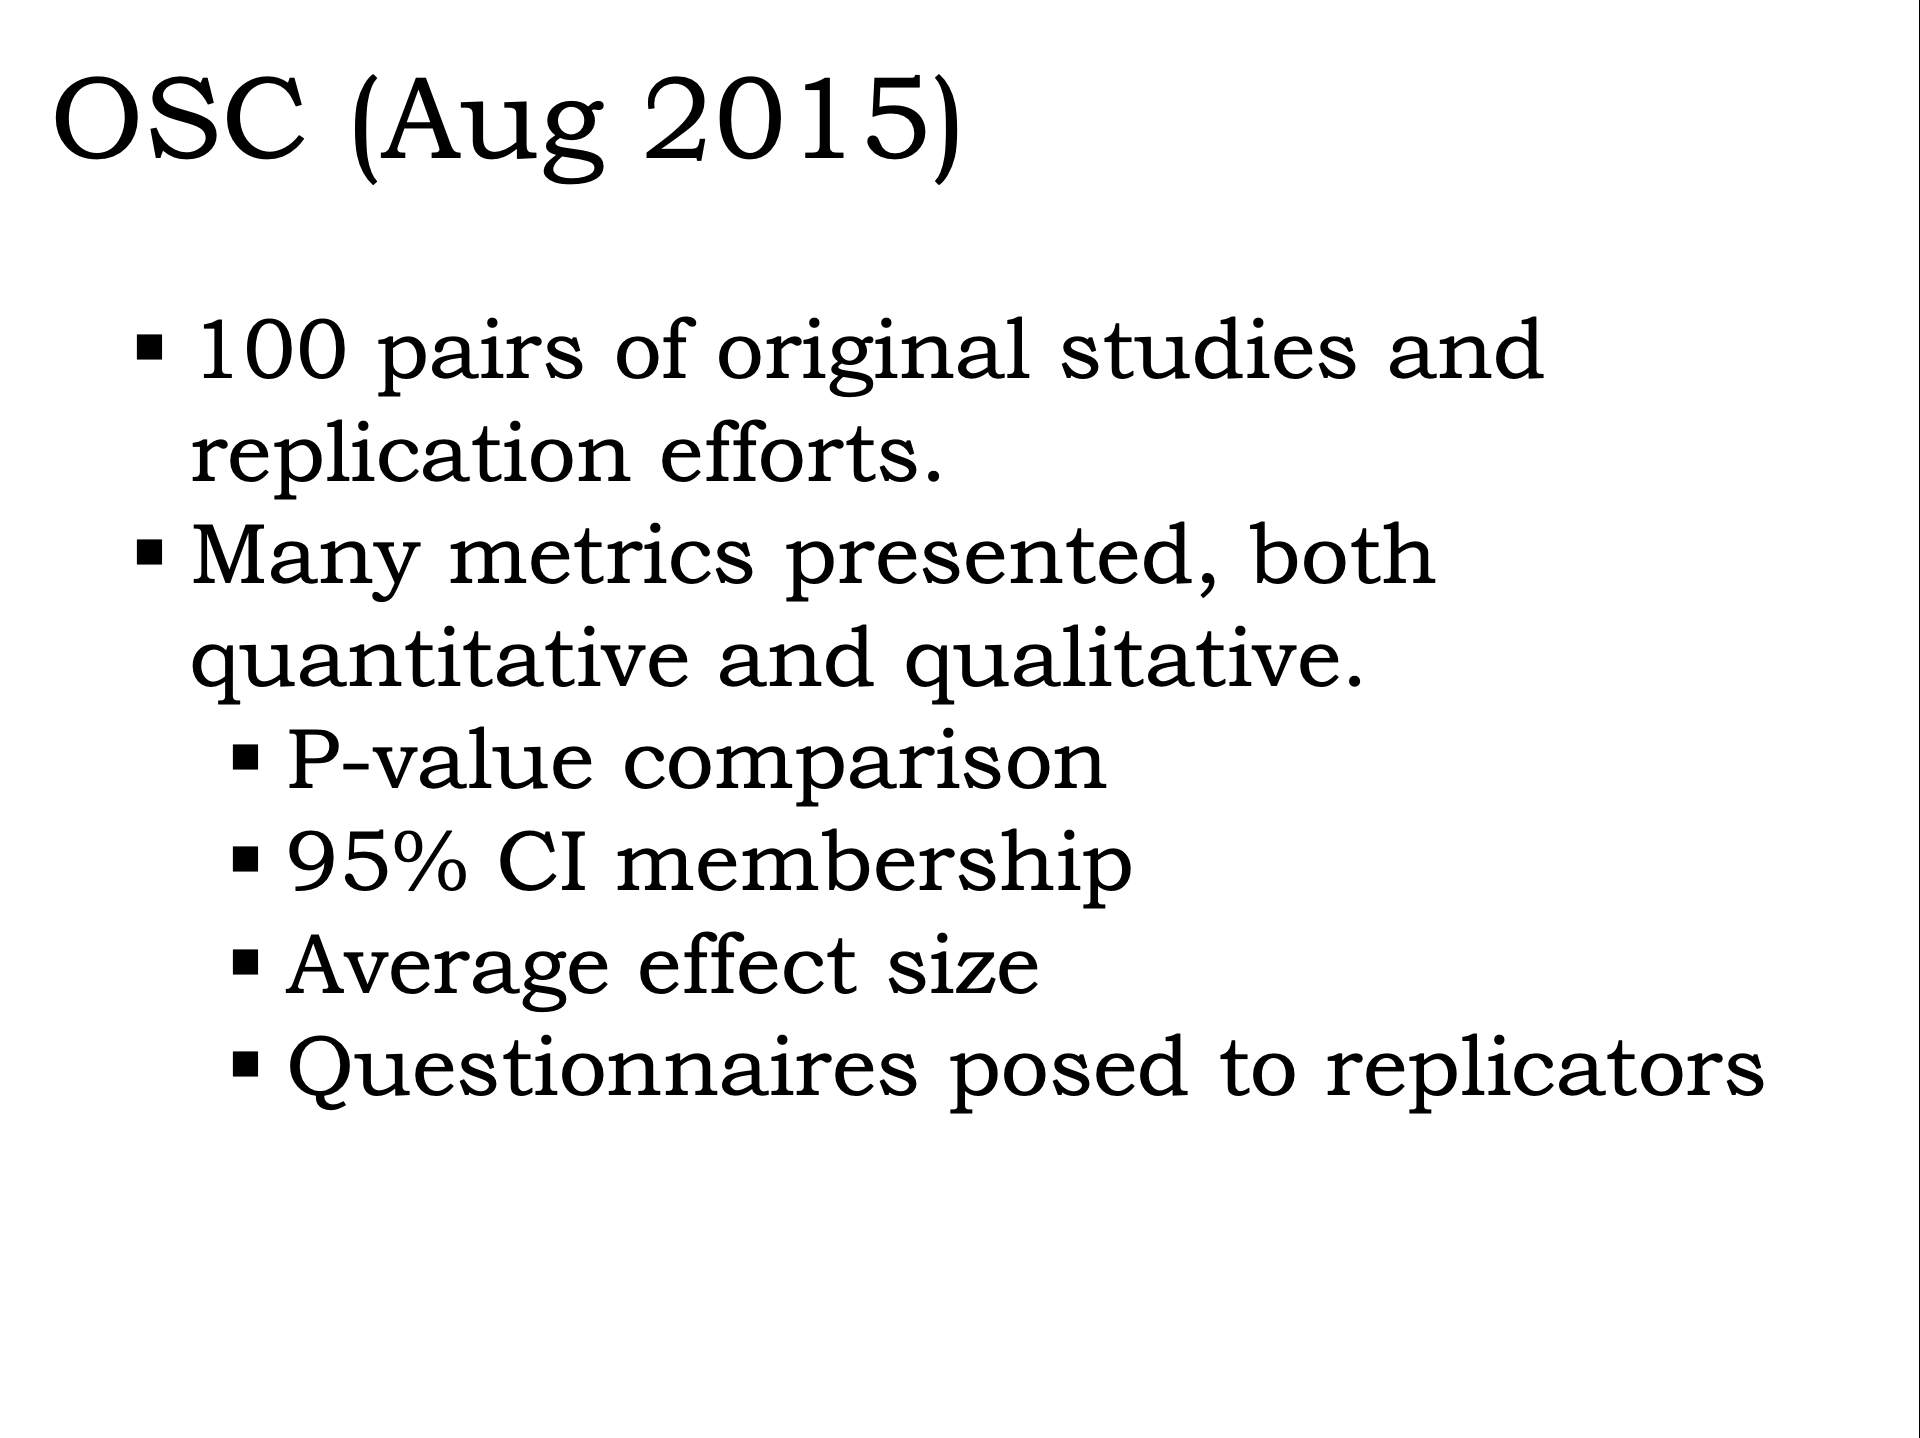 OSC (Aug 2015)
▪ 100 pairs of original studies and
replication efforts.
▪ Many metrics presented, both
quantitative and qualitative.
▪ P-value comparison
▪ 95% CI membership
▪ Average effect size
▪ Questionnaires posed to replicators